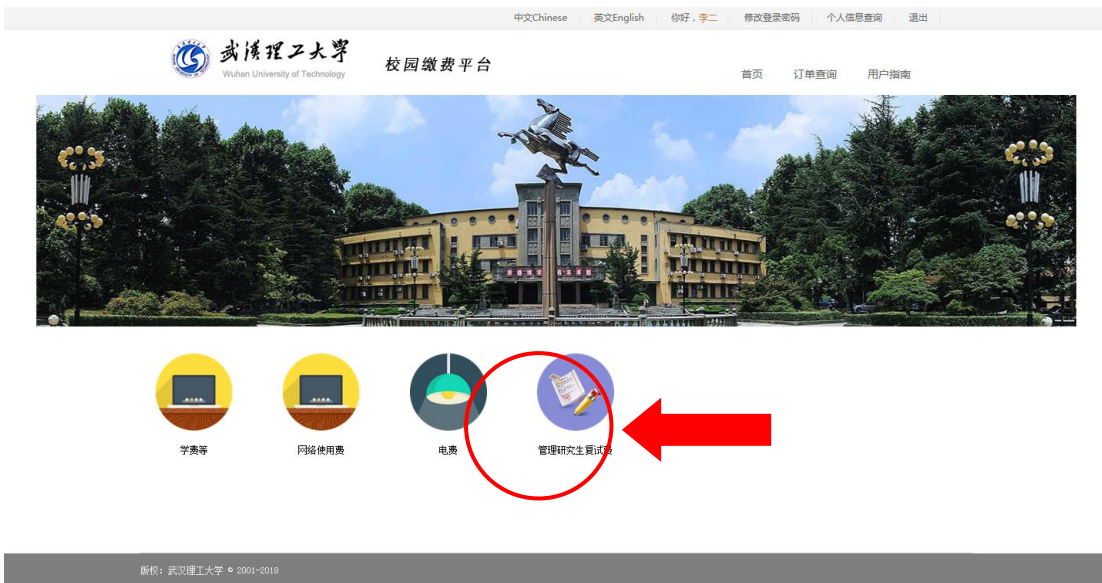 中文Chinese 英文English 你好，李二 修改登录密码 个人信息查询 退出
武汉理工大学
Wuhan University of Technology
校园缴费平台
首页 订单查询 用户指南
学费等 网络使用费 电费 管理研究生复试费
版权：武汉理工大学 © 2001-2018